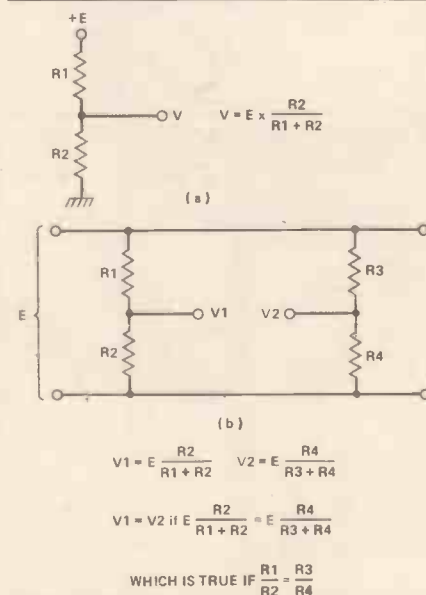 +E
R1
V
V = E × R2 / (R1 + R2)
R2
(a)
E
R1
R3
V1
V2
R2
R4
(b)
V1 = E R2 / (R1 + R2) V2 = E R4 / (R3 + R4)
V1 = V2 if E R2 / (R1 + R2) = E R4 / (R3 + R4)
WHICH IS TRUE IF R1 / R2 = R3 / R4